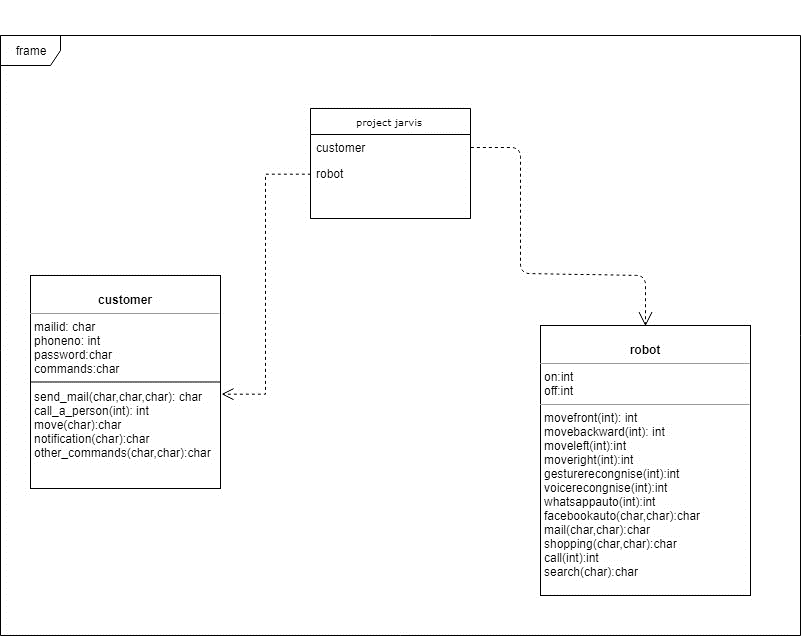 frame
project jarvis
customer
robot
customer
mailid: char
phoneno: int
password:char
commands:char
send_mail(char,char,char): char
call_a_person(int): int
move(char):char
notification(char):char
other_commands(char,char):char
robot
on:int
off:int
movefront(int): int
movebackward(int): int
moveleft(int):int
moveright(int):int
gesturerecongnise(int):int
voicerecongnise(int):int
whatsappauto(int):int
facebookauto(char,char):char
mail(char,char):char
shopping(char,char):char
call(int):int
search(char):char